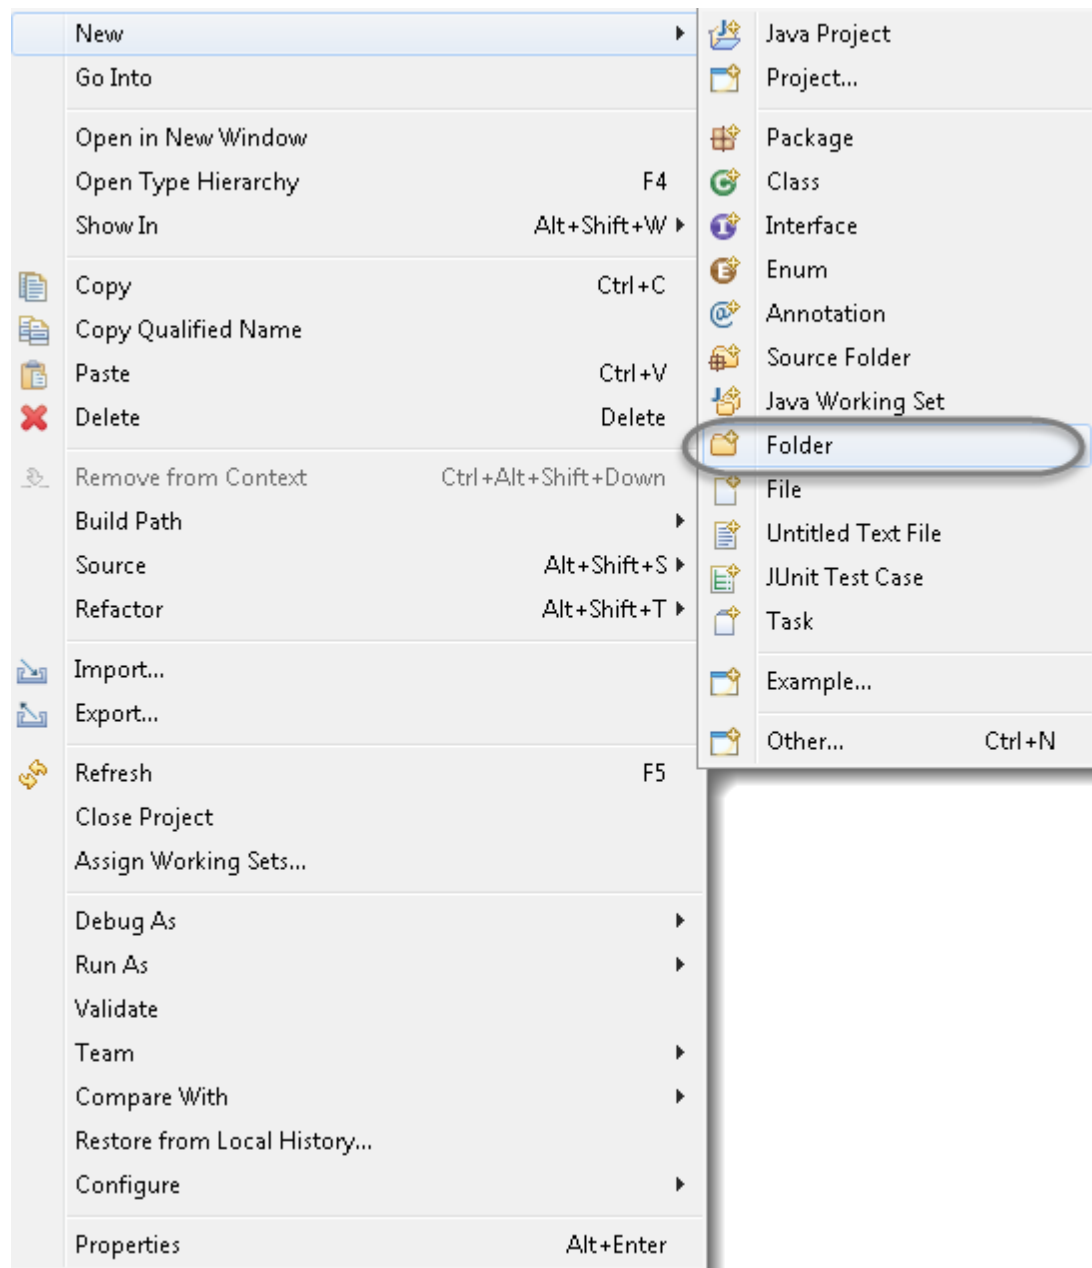 New
Go Into
Open in New Window
Open Type Hierarchy F4
Show In Alt+Shift+W
Copy Ctrl+C
Copy Qualified Name
Paste Ctrl+V
Delete Delete
Remove from Context Ctrl+Alt+Shift+Down
Build Path
Source Alt+Shift+S
Refactor Alt+Shift+T
Import...
Export...
Refresh F5
Close Project
Assign Working Sets...
Debug As
Run As
Validate
Team
Compare With
Restore from Local History...
Configure
Properties Alt+Enter
Java Project
Project...
Package
Class
Interface
Enum
Annotation
Source Folder
Java Working Set
Folder
File
Untitled Text File
JUnit Test Case
Task
Example...
Other... Ctrl+N